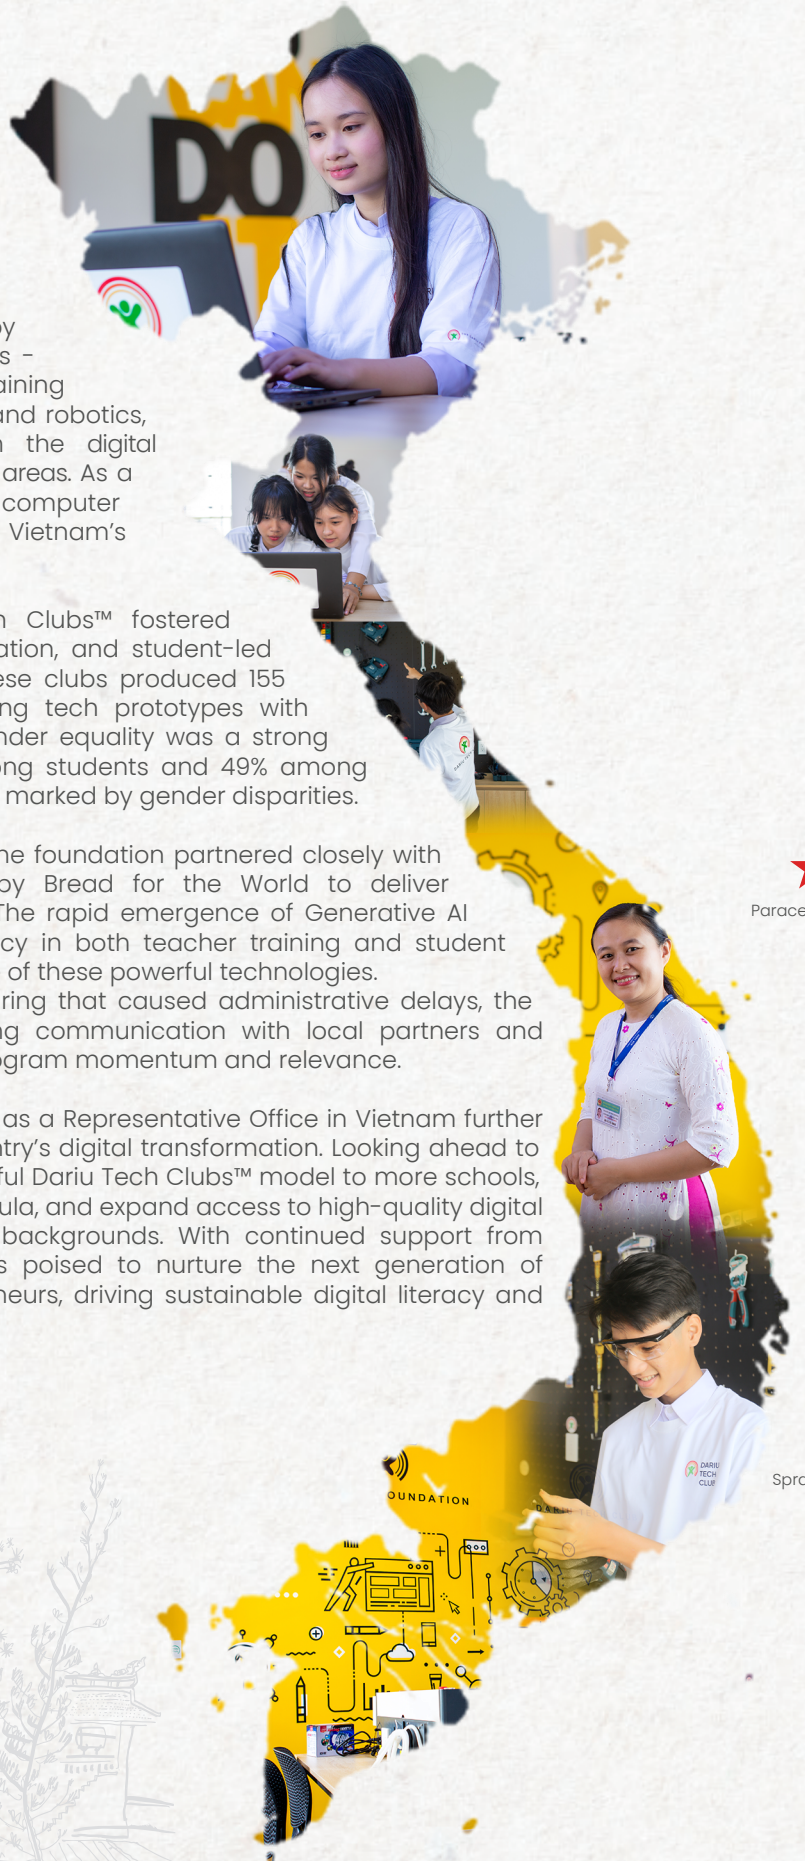 DO
IT
by
s -
aining
and robotics,
the digital
areas. As a
computer
Vietnam's
Clubs™ fostered
ation, and student-led
ese clubs produced 155
ng tech prototypes with
nder equality was a strong
ong students and 49% among
marked by gender disparities.
he foundation partnered closely with
by Bread for the World to deliver
The rapid emergence of Generative AI
cy in both teacher training and student
of these powerful technologies.
ring that caused administrative delays, the
ng communication with local partners and
ogram momentum and relevance.
as a Representative Office in Vietnam further
ntry's digital transformation. Looking ahead to
ful Dariu Tech Clubs™ model to more schools,
ula, and expand access to high-quality digital
backgrounds. With continued support from
s poised to nurture the next generation of
neurs, driving sustainable digital literacy and
Parace
DARIU
TECH
CLUB
Spra
OUNDATION